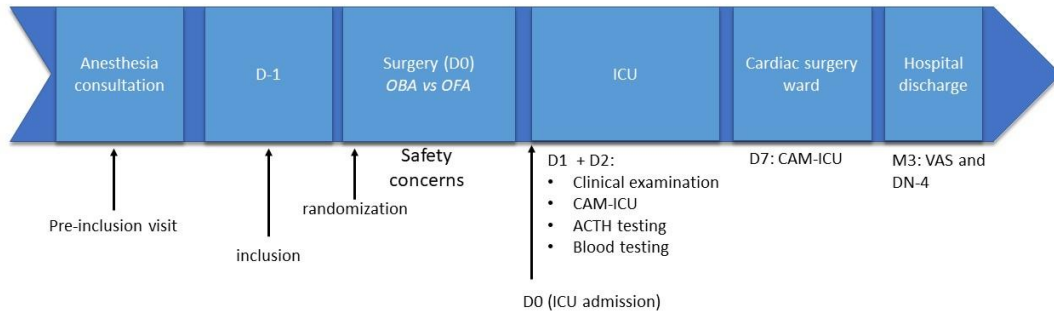 Anesthesia
consultation
D-1
Surgery (D0)
OBA vs OFA
ICU
Cardiac surgery
ward
Hospital
discharge
Pre-inclusion visit
inclusion
randomization
Safety
concerns
D0 (ICU admission)
D1 + D2:
• Clinical examination
• CAM-ICU
• ACTH testing
• Blood testing
D7: CAM-ICU
M3: VAS and
DN-4